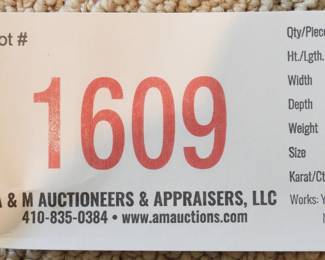 ot #
1609
& M AUCTIONEERS & APPRAISERS, LLC
410-835-0384 • www.amauctions.com
Qty/Piece
Ht./Lgth.
Width
Depth
Weight
Size
Karat/Ct
Works: Y